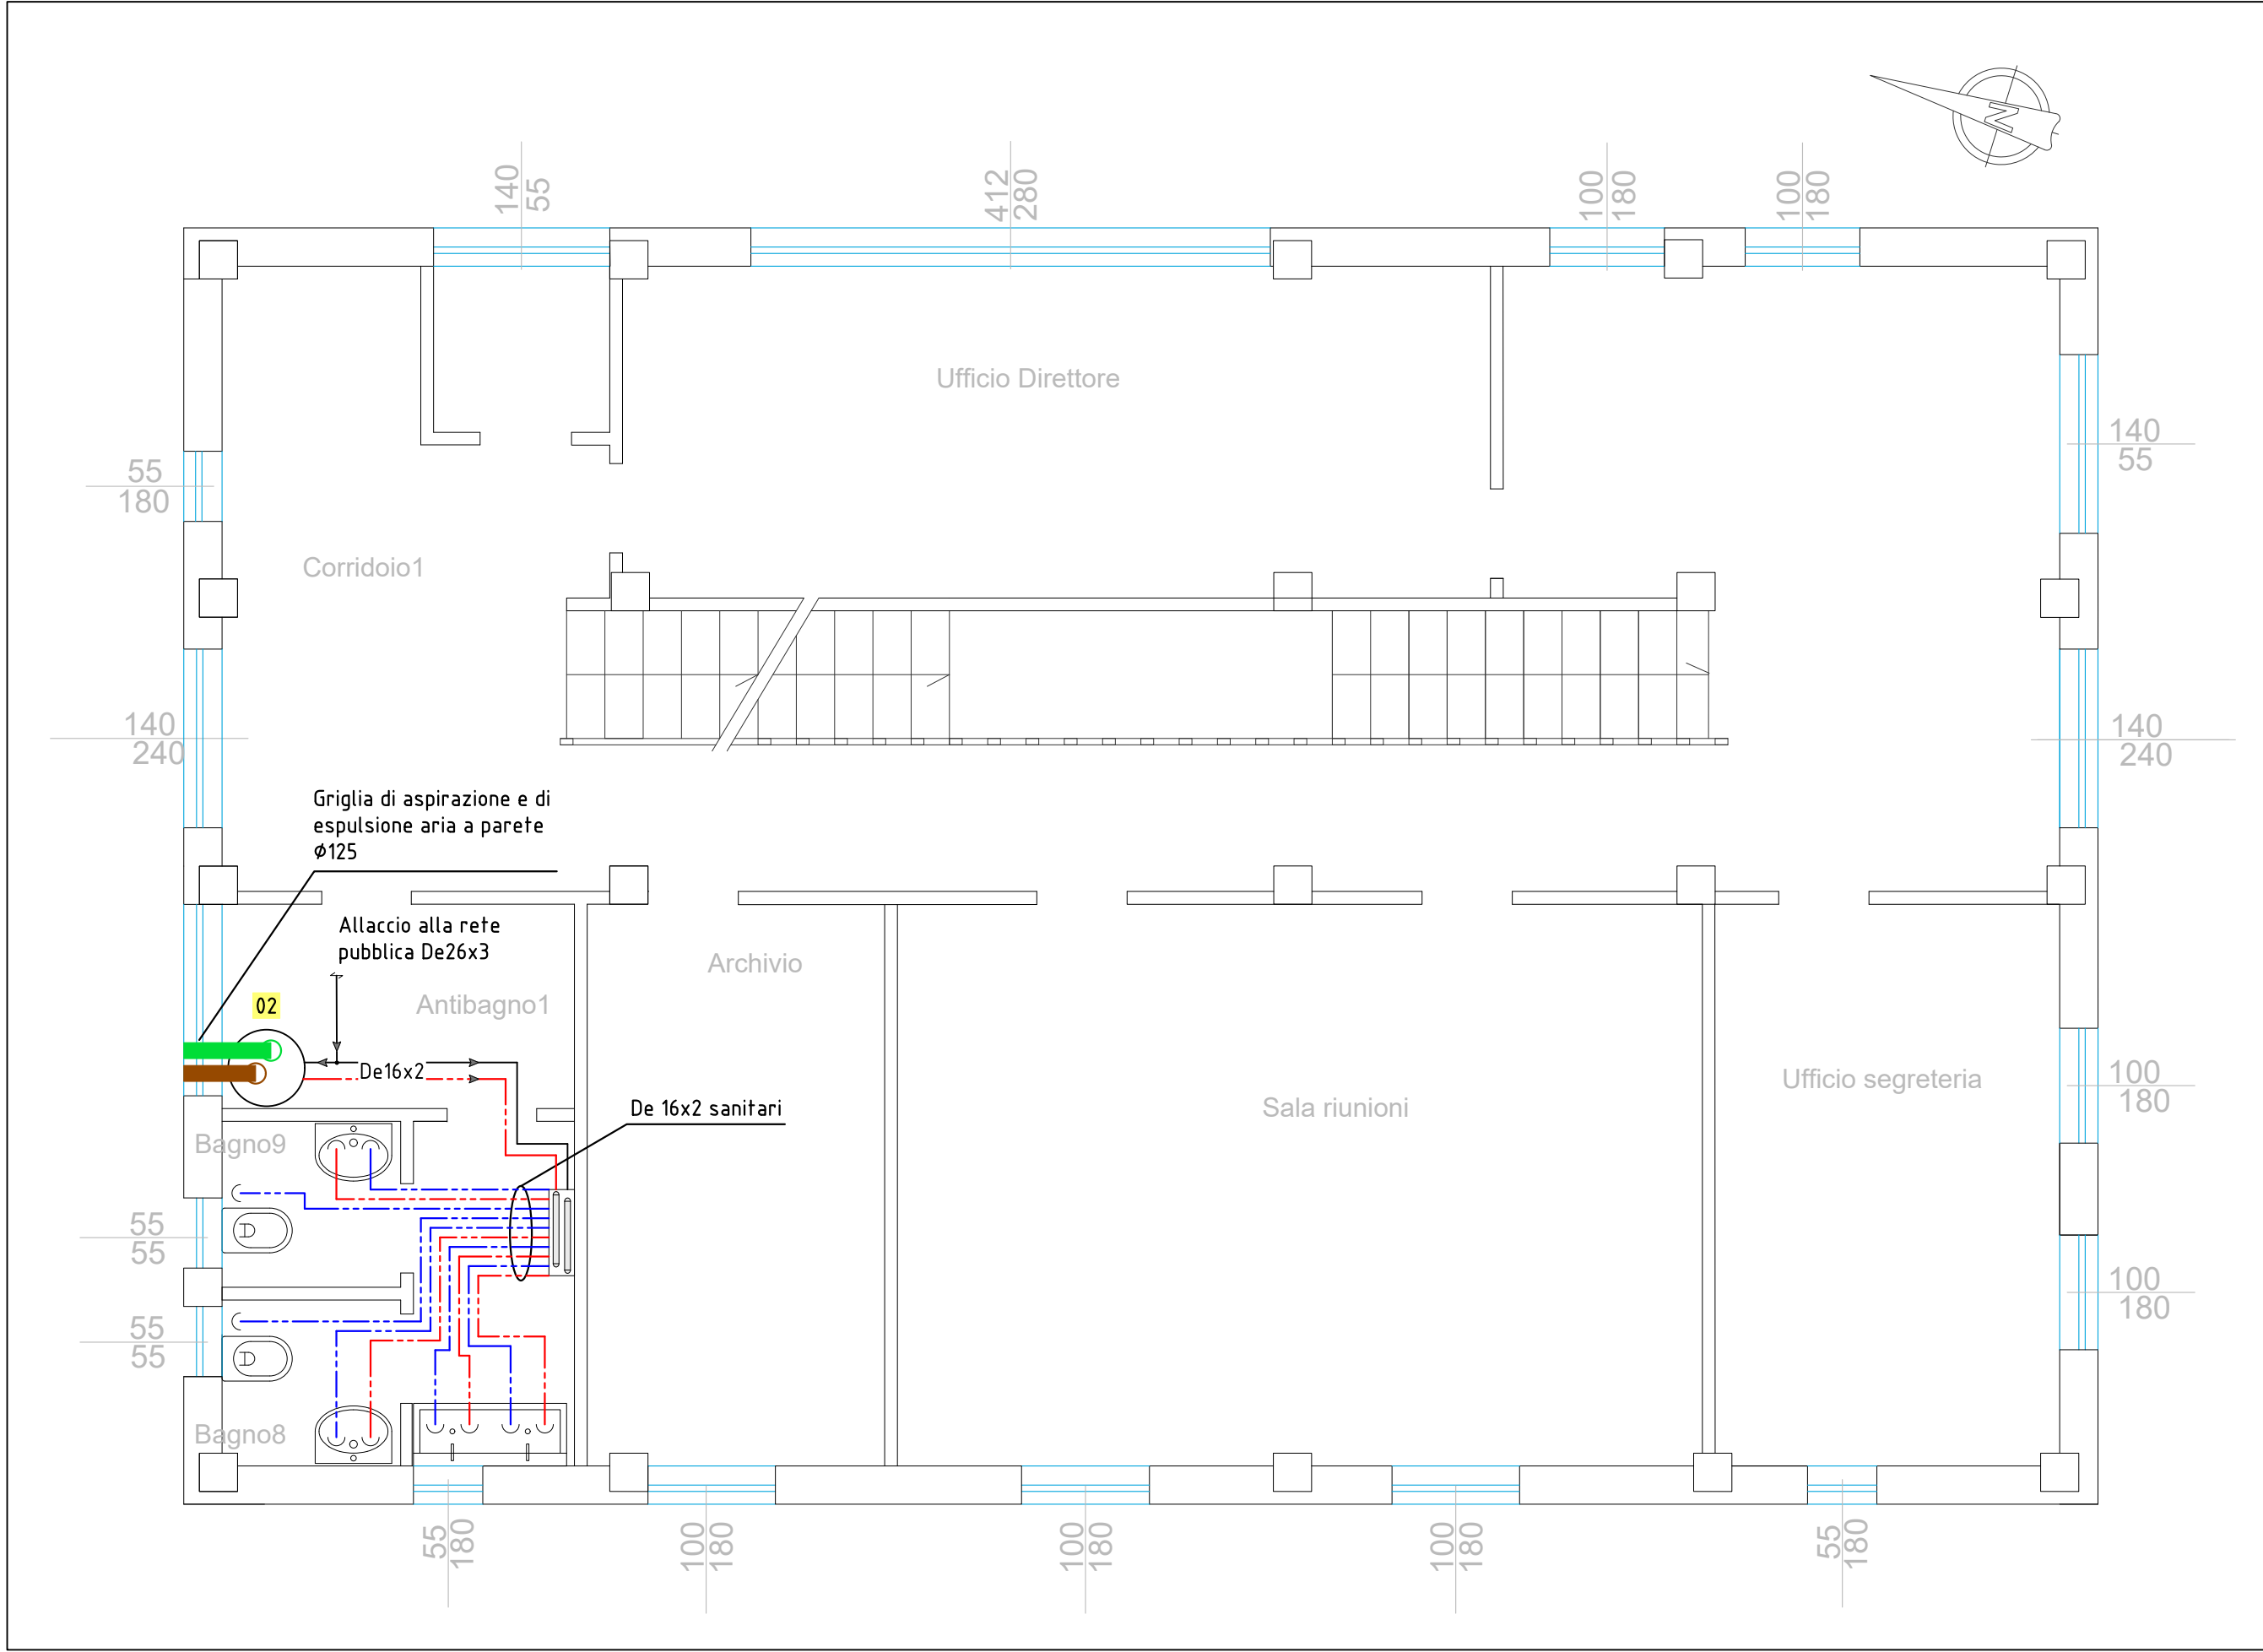 N
140
55
412
280
100
180
100
180
Ufficio Direttore
140
55
55
180
Corridoio1
140
240
140
240
Griglia di aspirazione e di
espulsione aria a parete
Ø125
Allaccio alla rete
pubblica De26x3
Archivio
02
Antibagno1
De16x2
De 16x2 sanitari
Sala riunioni
Ufficio segreteria
100
180
Bagno9
55
55
100
180
55
55
Bagno8
55
180
100
180
100
180
100
180
55
180